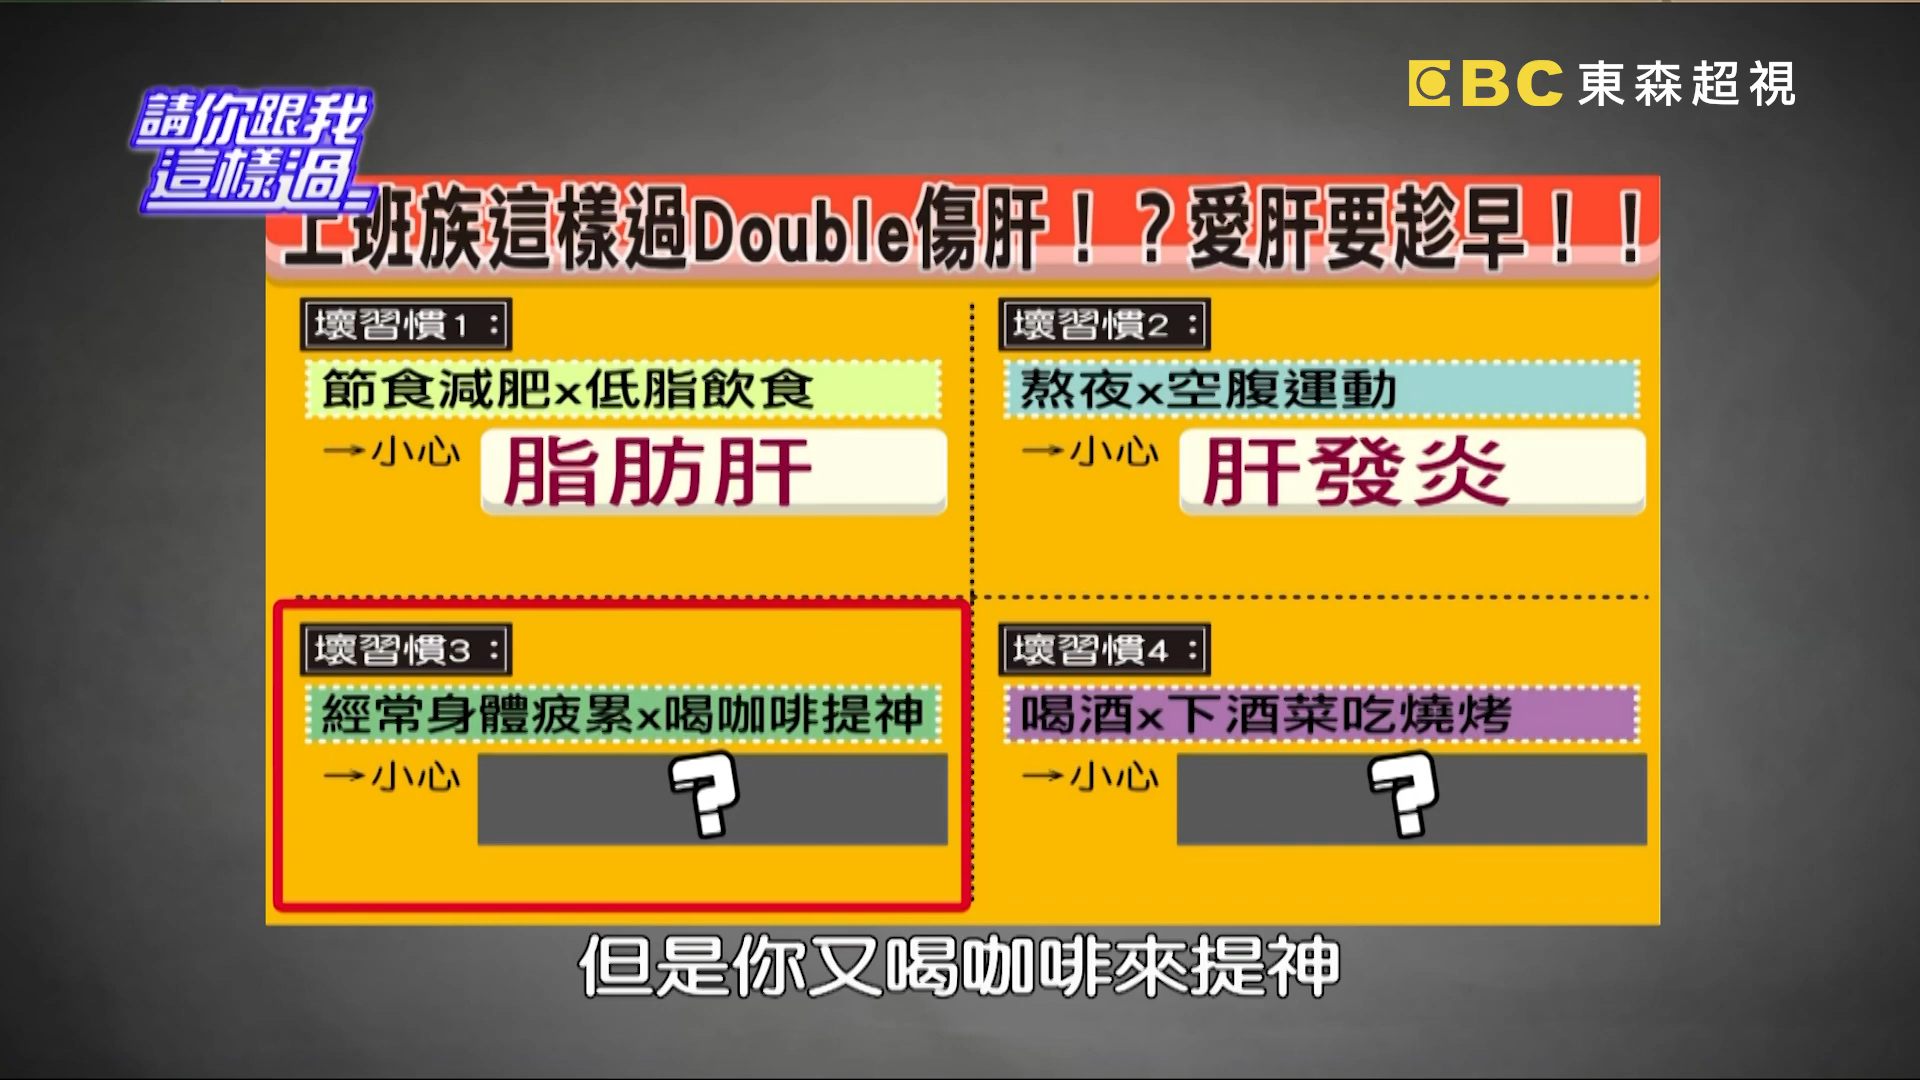 EBC 東森超視
請你跟我
這樣過
上班族這樣過Double傷肝！？愛肝要趁早！！
壞習慣1：
節食減肥x低脂飲食
→小心 脂肪肝
壞習慣2：
熬夜x空腹運動
→小心 肝發炎
壞習慣3：
經常身體疲累x喝咖啡提神
→小心 ?
壞習慣4：
喝酒x下酒菜吃燒烤
→小心 ?
但是你又喝咖啡來提神